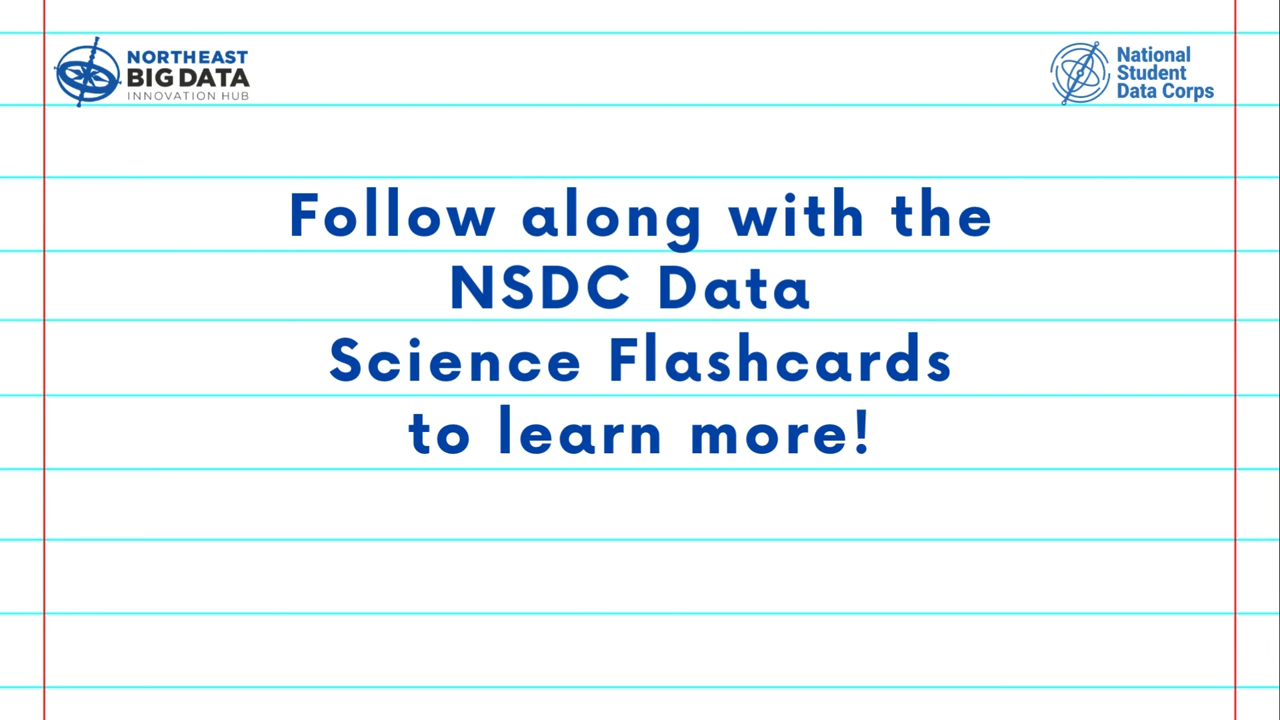 NORTHEAST
BIG DATA
INNOVATION HUB
National
Student
Data Corps
Follow along with the
NSDC Data
Science Flashcards
to learn more!